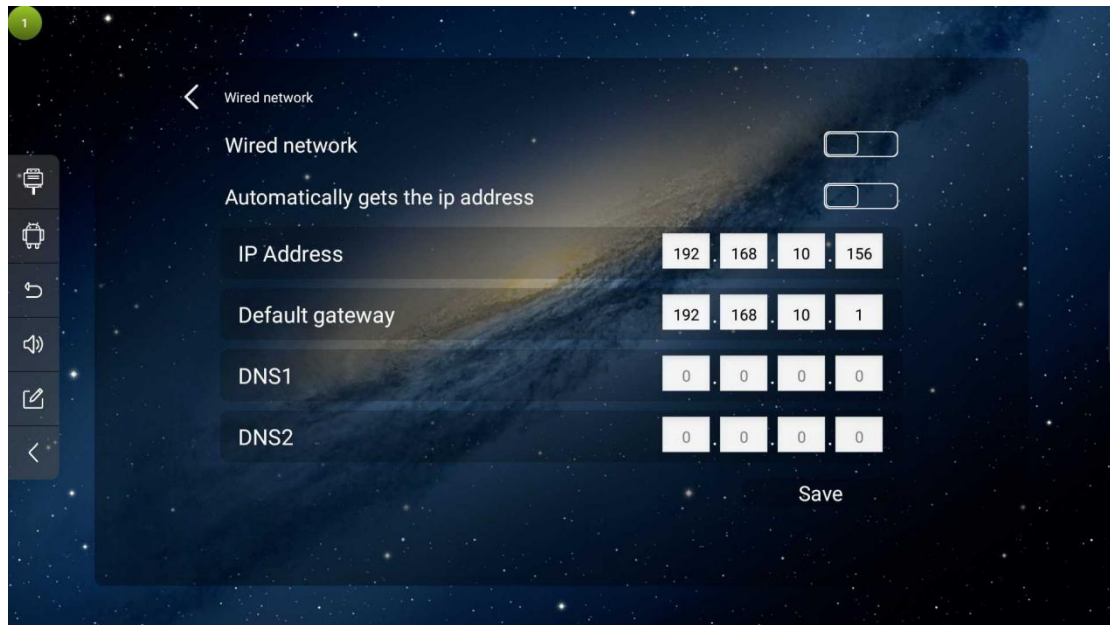 1
Wired network
Wired network
Automatically gets the ip address
IP Address 192 . 168 . 10 . 156
Default gateway 192 . 168 . 10 . 1
DNS1 0 . 0 . 0 . 0
DNS2 0 . 0 . 0 . 0
Save